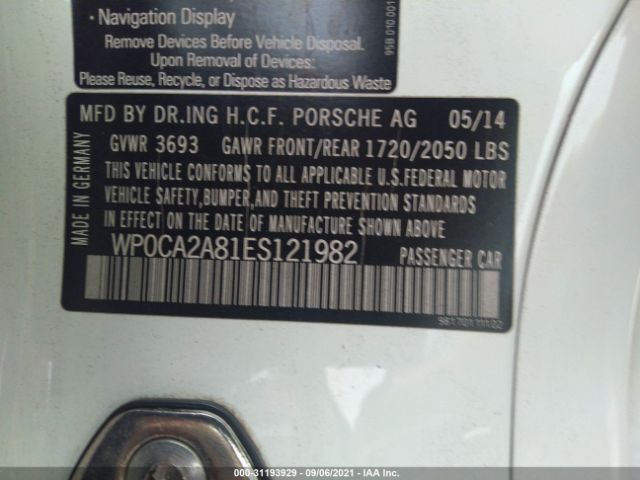 · Navigation Display
Remove Devices Before Vehicle Disposal.
Upon Removal of Devices:
Please Reuse, Recycle, or Dispose as Hazardous Waste
95B 010 001
MFD BY DR.ING H.C.F. PORSCHE AG 05/14
GVWR 3693 GAWR FRONT/REAR 1720/2050 LBS
THIS VEHICLE CONFORMS TO ALL APPLICABLE U.S.FEDERAL MOTOR
VEHICLE SAFETY,BUMPER,AND THEFT PREVENTION STANDARDS
IN EFFECT ON THE DATE OF MANUFACTURE SHOWN ABOVE
MADE IN GERMANY
WP0CA2A81ES121982 PASSENGER CAR
000-31193929 - 09/06/2021 - IAA Inc.